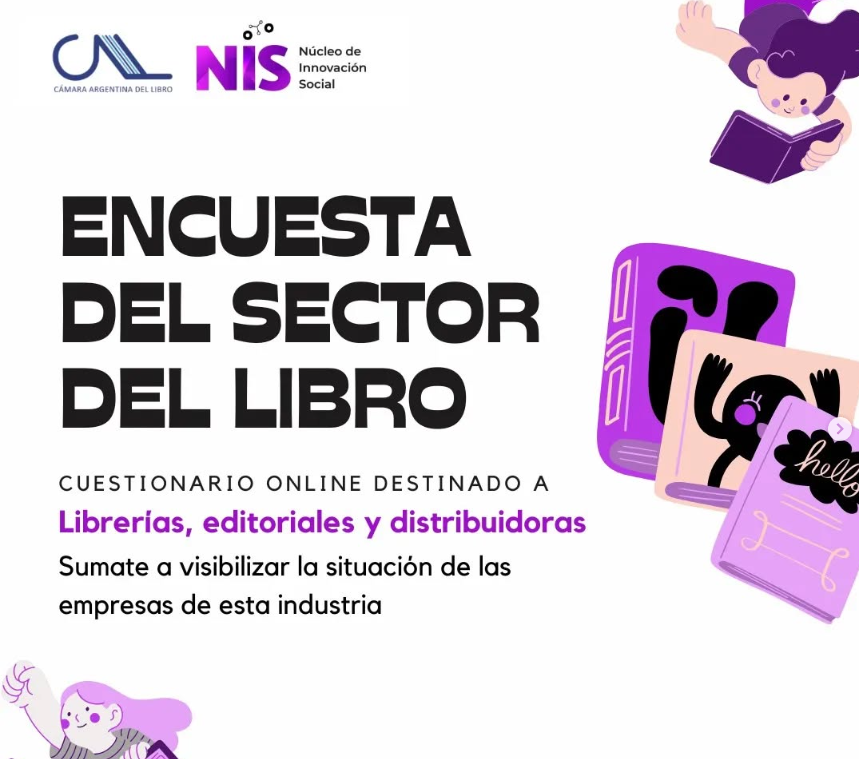 CÁMARA ARGENTINA DEL LIBRO
NIS
Núcleo de
Innovación
Social
ENCUESTA
DEL SECTOR
DEL LIBRO
CUESTIONARIO ONLINE DESTINADO A
Librerías, editoriales y distribuidoras
Sumate a visibilizar la situación de las
empresas de esta industria
hello